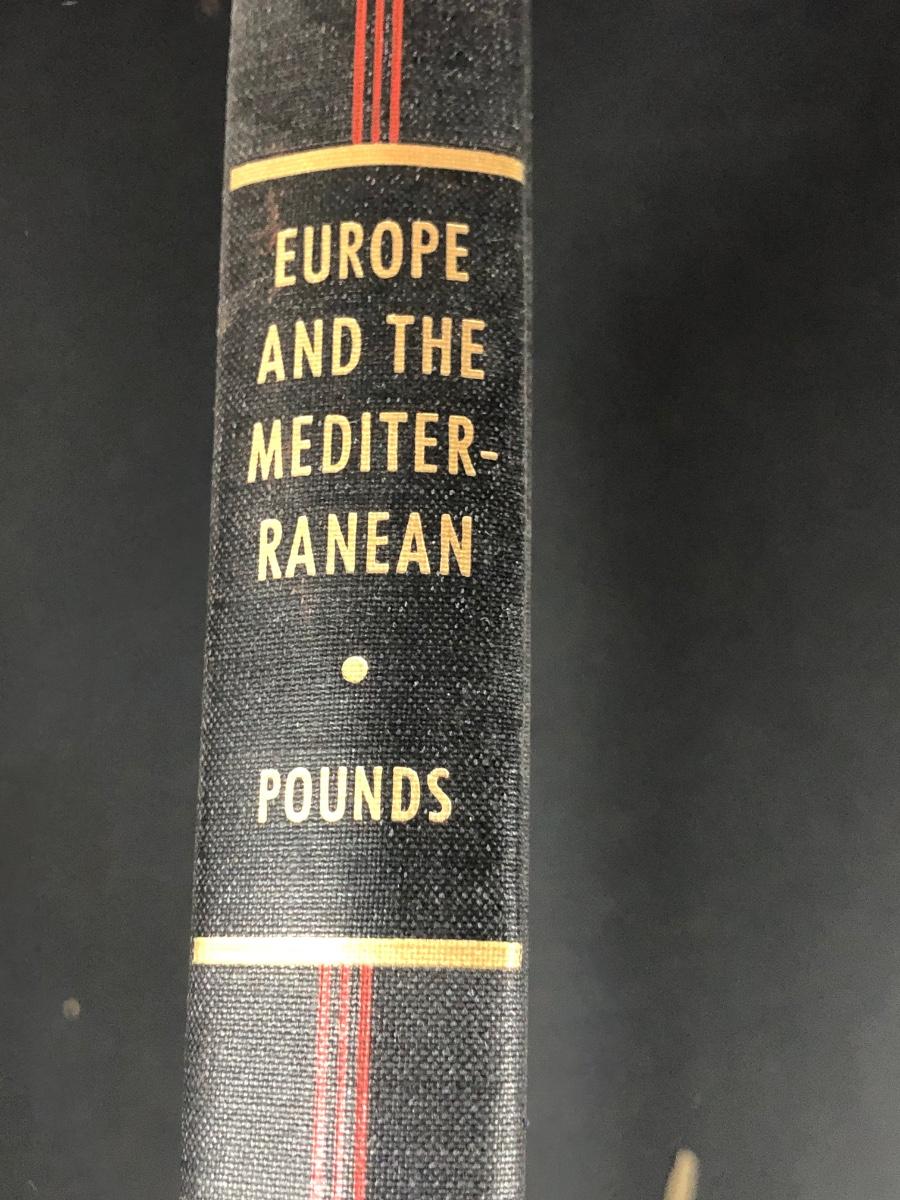 EUROPE
AND THE
MEDITER-
RANEAN
POUNDS